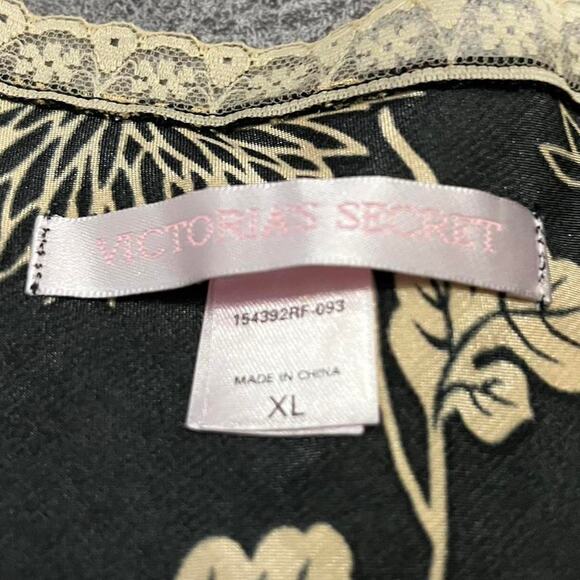 VICTORIA'S SECRET
154392RF-093
MADE IN CHINA
XL